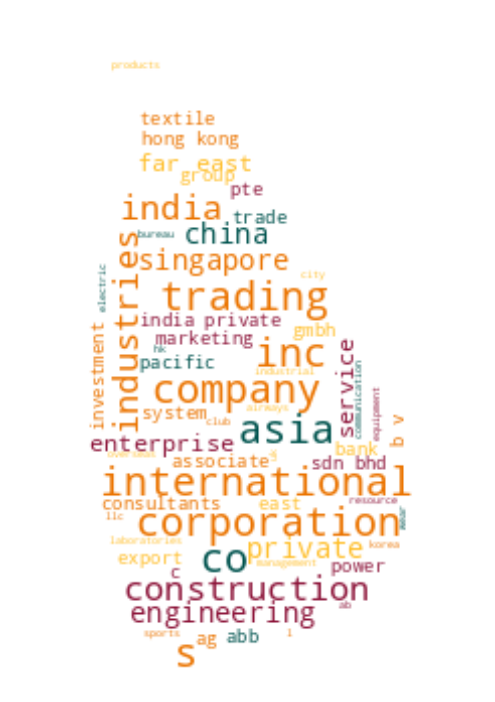 products
textile
hong kong
far east
group
pte
india
trade
bureau
china
industries
singapore
city
electric
trading
india private
gmbh
marketing
hk
inc
investment
pacific
industrial
service
communication
company
equipment
system
airways
club
asia
b v
enterprise
bank
overseas
associate
sdn bhd
international
consultants
east
resource
llc
corporation
near
laboratories
co
private
korea
export
management
power
c
construction
ab
engineering
sports
ag
abb
l
s